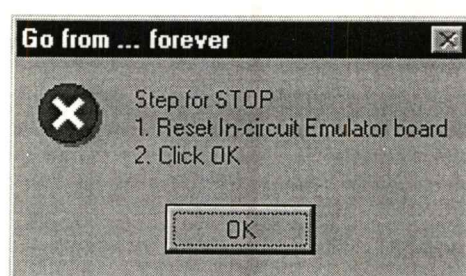 Go from ... forever
Step for STOP
1. Reset In-circuit Emulator board
2. Click OK
OK